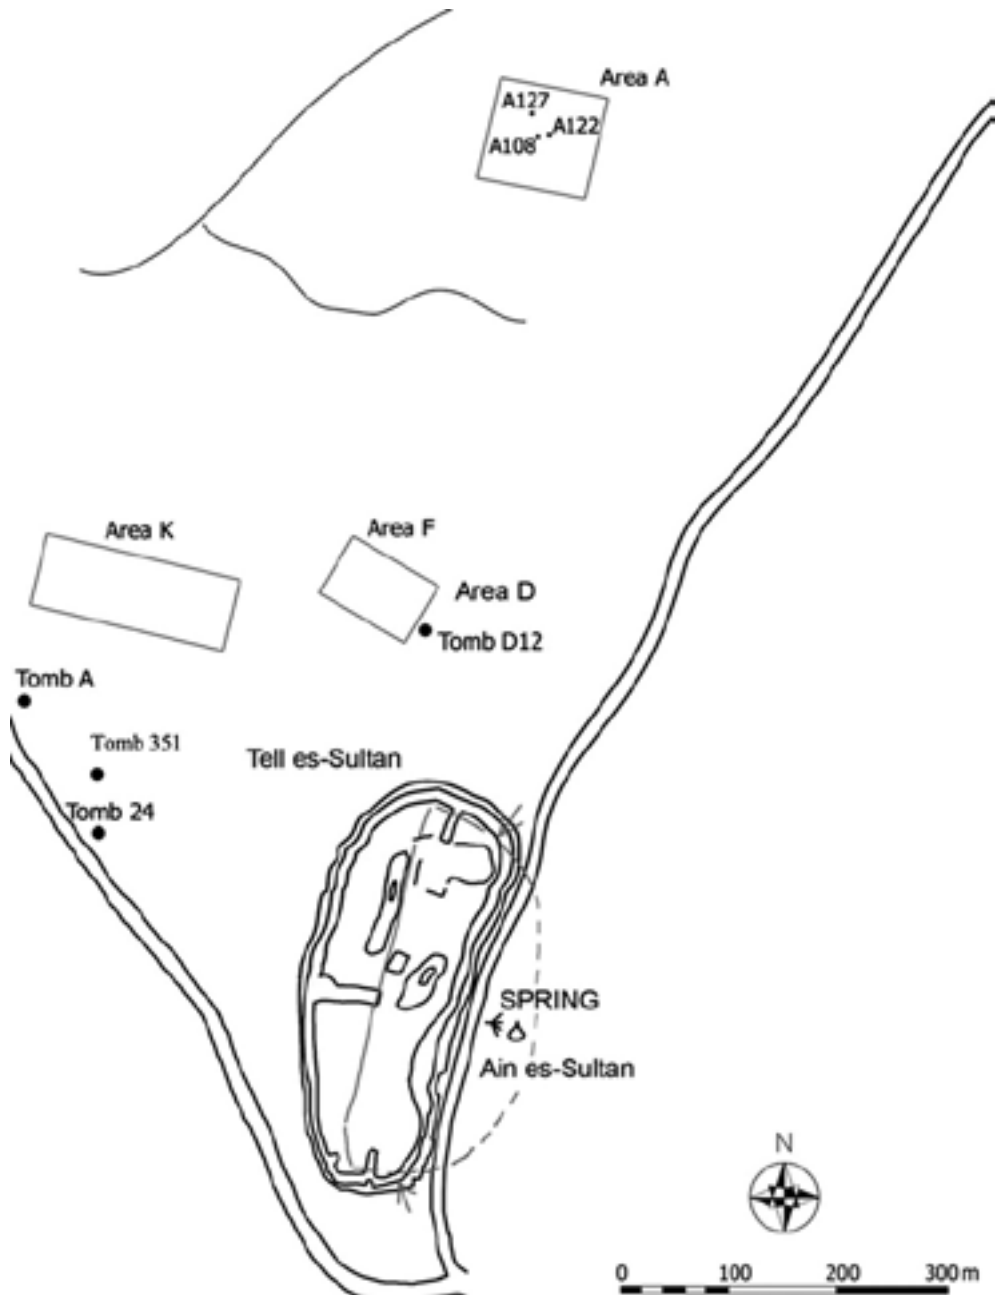 Area A
A127
A122
A108
Area K
Area F
Area D
Tomb D12
Tomb A
Tomb 351
Tomb 24
Tell es-Sultan
SPRING
Ain es-Sultan
N
0 100 200 300 m